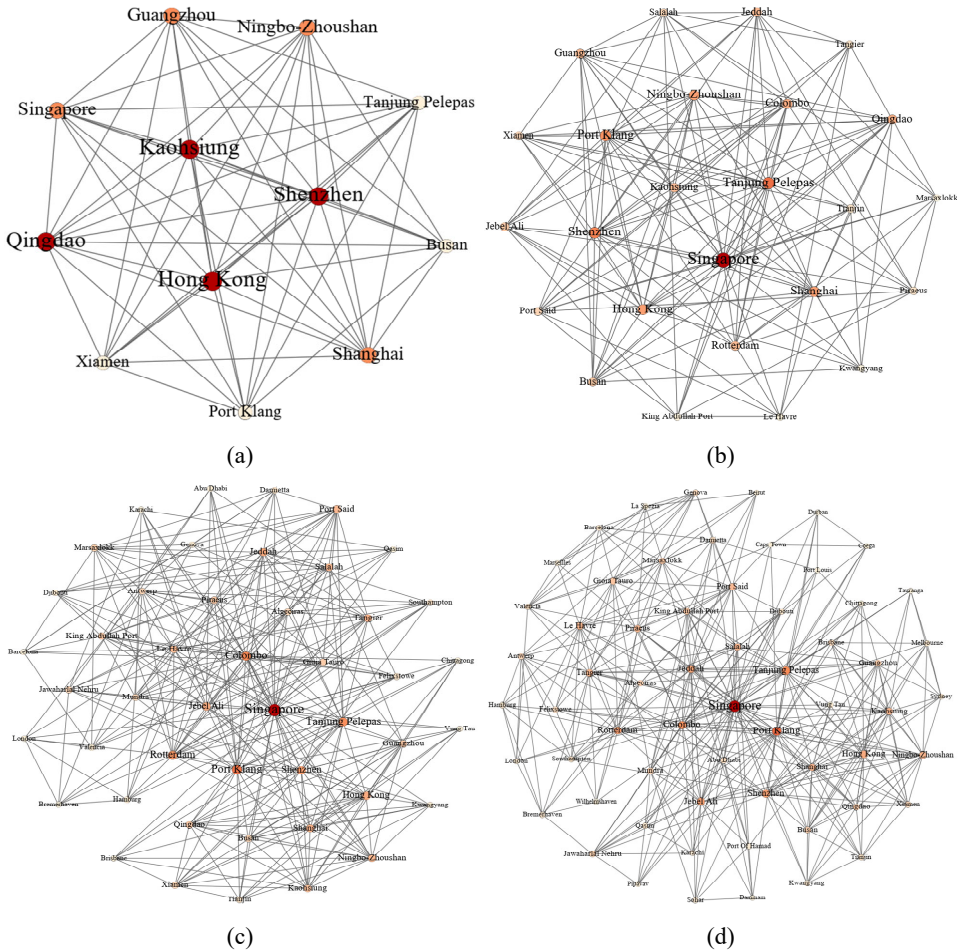 Guangzhou
Ningbo-Zhoushan
Singapore
Tanjung Pelepas
Kaohsiung
Shenzhen
Qingdao
Busan
Hong Kong
Shanghai
Xiamen
Port Klang
(a)
Salalah
Jeddah
Tangier
Guangzhou
Ningbo-Zhoushan
Colombo
Qingdao
Xiamen
Port Klang
Kaohsiung
Tanjung Pelepas
Marsaxlokk
Tianjin
Jebel Ali
Shenzhen
Singapore
Shanghai
Piraeus
Port Said
Hong Kong
Rotterdam
Kwangyang
Busan
King Abdullah Port
Le Havre
(b)
Abu Dhabi
Damietta
Karachi
Port Said
Marsaxlokk
Jeddah
Qasim
Salalah
Djibouti
Antwerp
Piraeus
Algeciras
Southampton
Tangier
King Abdullah Port
Le Havre
Barcelona
Colombo
Gioia Tauro
Chittagong
Felixstowe
Jawaharlal Nehru
Mundra
Jebel Ali
Singapore
Tanjung Pelepas
Vung Tau
London
Valencia
Rotterdam
Guangzhou
Port Klang
Shenzhen
Bremerhaven
Hamburg
Hong Kong
Kwangyang
Qingdao
Shanghai
Busan
Brisbane
Ningbo-Zhoushan
Xiamen
Kaohsiung
Tianjin
(c)
Genova
Beirut
La Spezia
Durban
Barcelona
Damietta
Cape Town
Coega
Marseilles
Marsaxlokk
Gioia Tauro
Port Said
Port Louis
Valencia
King Abdullah Port
Djibouti
Chittagong
Tauranga
Le Havre
Piraeus
Salalah
Brisbane
Melbourne
Antwerp
Tangier
Algeciras
Jeddah
Tanjung Pelepas
Guangzhou
Hamburg
Felixstowe
Singapore
Vung Tau
Kaohsiung
Sydney
Rotterdam
Colombo
Port Klang
London
Southampton
Abu Dhabi
Hong Kong
Ningbo-Zhoushan
Mundra
Shanghai
Wilhelmshaven
Jebel Ali
Shenzhen
Qingdao
Xiamen
Bremerhaven
Qasim
Busan
Jawaharlal Nehru
Karachi
Port Of Hamad
Tianjin
Pipavav
Sohar
Dammam
Kwangyang
(d)